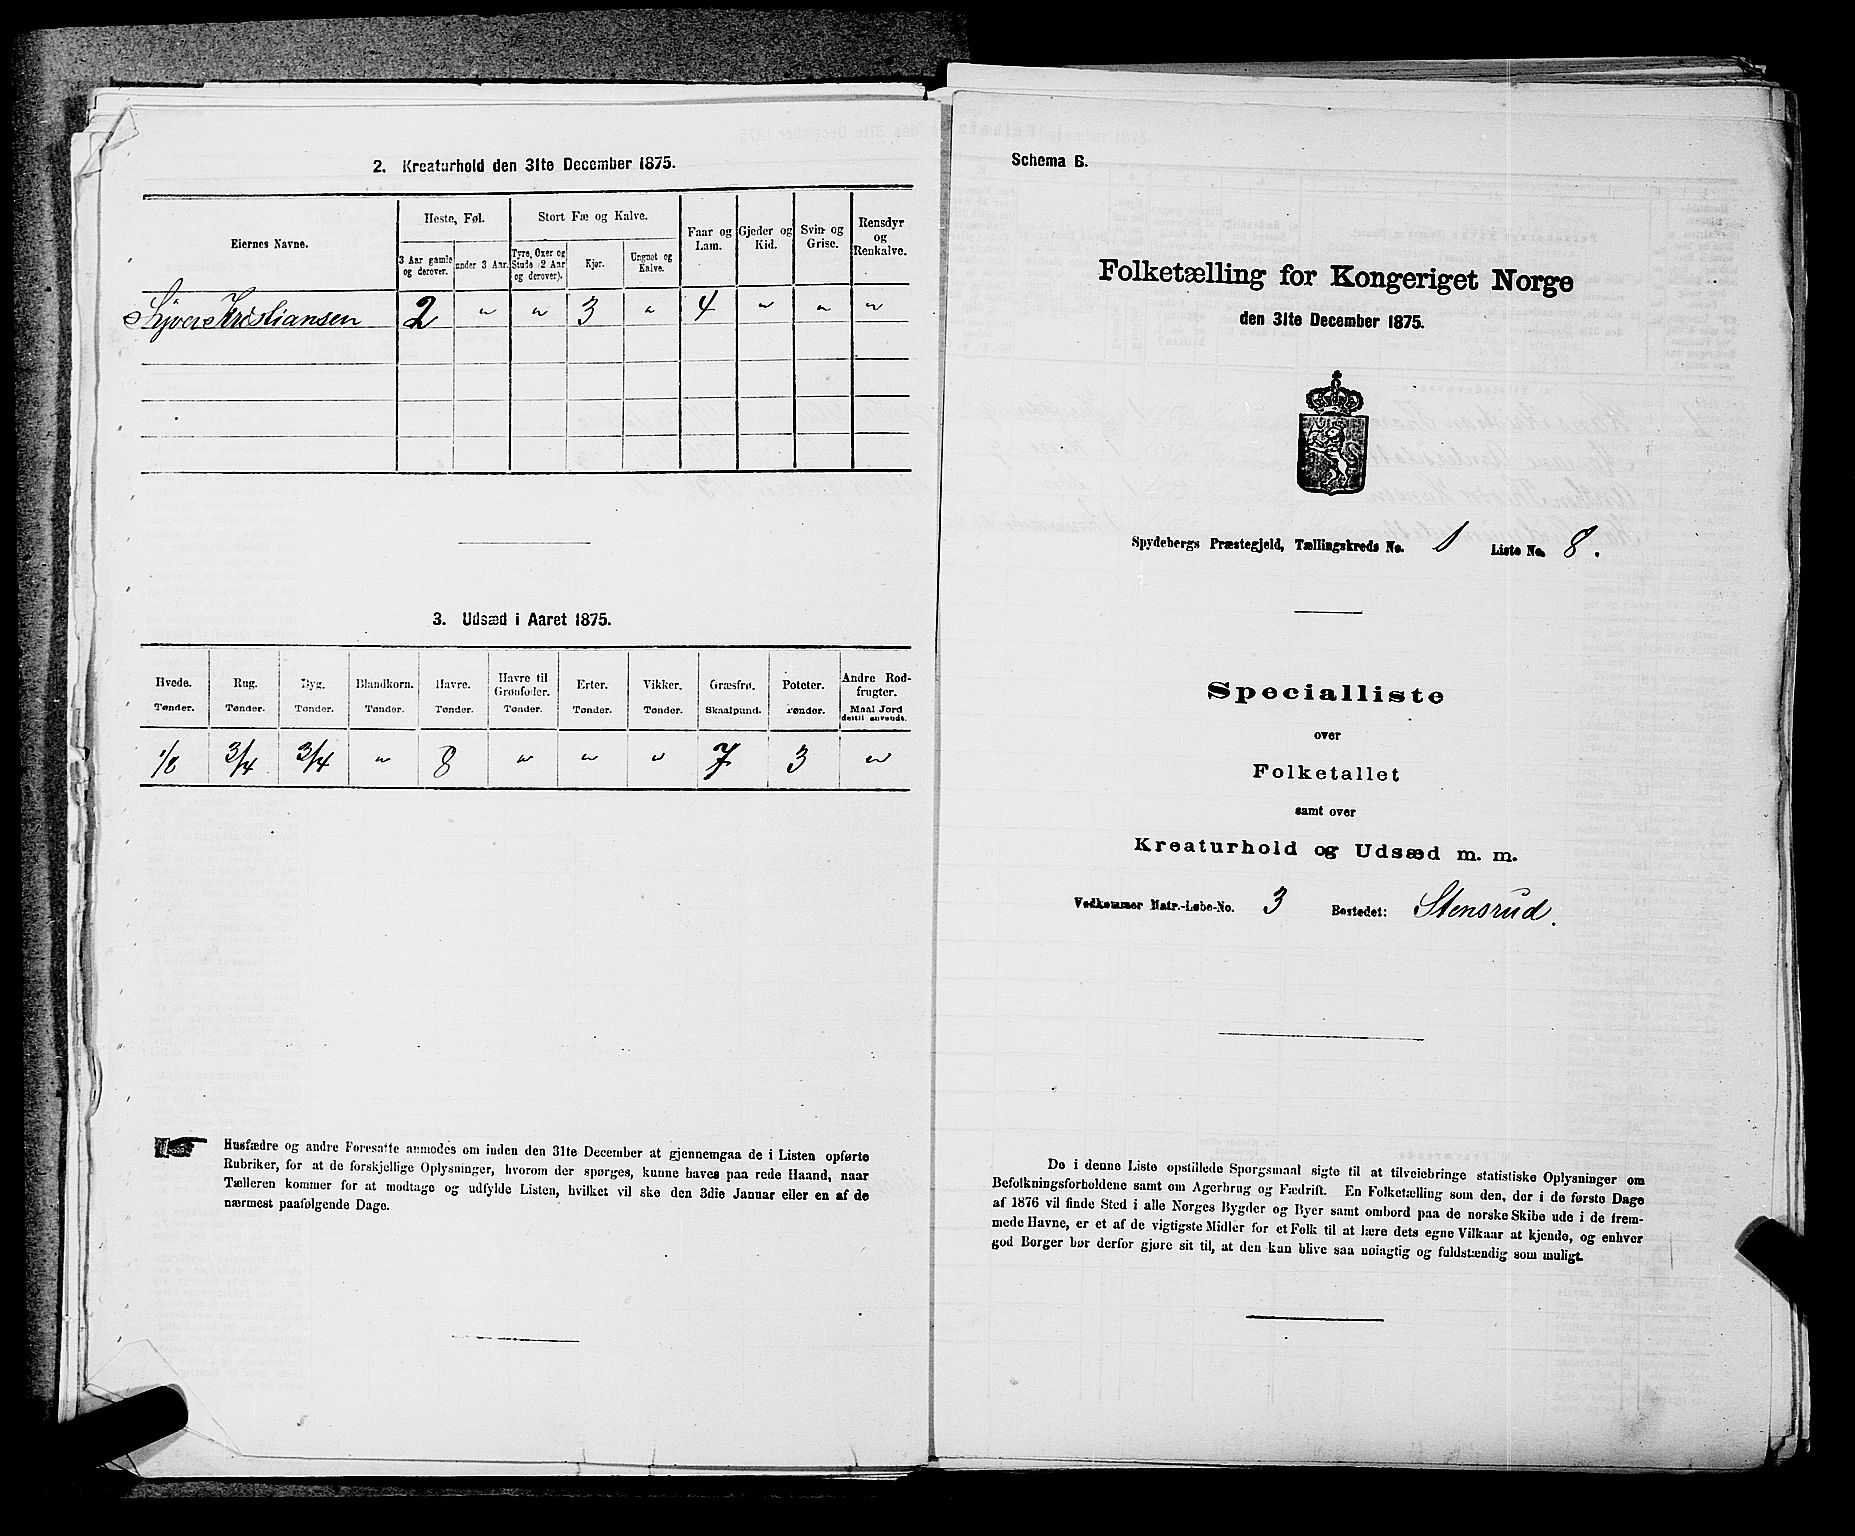 2. Kreaturhold den 31te December 1875.
Eiernes Navne.
Heste, Føl.
Stort Fæ og Kalve.
Faar og Lam.
Gjeder og Kid.
Svin og Grise.
Rensdyr og Renkalve.
3 Aar gamle og derover.
under 3 Aar.
Tyre, Oxer og Stude (2 Aar og derover).
Kjør.
Ungnot og Kalve.
Syver Kristiansen 2 " " 3 " 4 " " "
3. Udsæd i Aaret 1875.
Hvede. Rug. Byg. Blandkorn. Havre. Havre til Grønfoder. Erter. Vikker. Græsfrø. Poteter. Andre Rodfrugter.
Tønder. Tønder. Tønder. Tønder. Tønder. Tønder. Tønder. Tønder. Skaalpund. Tønder. Maal Jord dertil anvendt.
1/8 3/4 3/4 " 8 " " " 7 3 "
Husfædre og andre Foresatte anmodes om inden den 31te December at gjennemgaa de i Listen opførte
Rubriker, for at de forskjellige Oplysninger, hvorom der spørges, kunne haves paa rede Haand, naar
Tælleren kommer for at modtage og udfylde Listen, hvilket vil ske den 3die Januar eller en af de
nærmest paafølgende Dage.
Schema B.
Folketælling for Kongeriget Norge
den 31te December 1875.
Spydebergs Præstegjeld, Tællingskreds No. 1 Liste No. 8.
Specialliste
over
Folketallet
samt over
Kreaturhold og Udsæd m. m.
Vedkommer Matr.-Løbe-No. 3 Bostedet: Stensrud.
De i denne Liste opstillede Spørgsmaal sigte til at tilveiebringe statistiske Oplysninger om
Befolkningsforholdene samt om Agerbrug og Fædrift. En Folketælling som den, der i de første Dage
af 1876 vil finde Sted i alle Norges Bygder og Byer samt ombord paa de norske Skibe ude i de frem-
mede Havne, er et af de vigtigste Midler for et Folk til at lære dets egne Vilkaar at kjende, og enhver
god Borger bør derfor gjøre sit til, at den kan blive saa nøiagtig og fuldstændig som muligt.